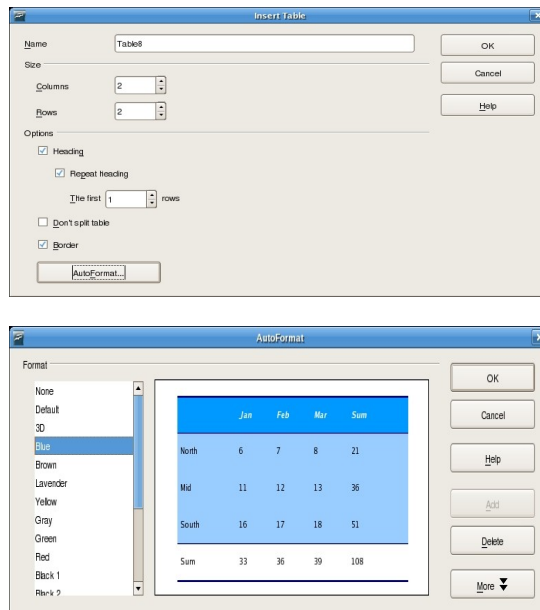 Insert Table
Name Table8 OK
Size
Cancel
Columns 2
Rows 2 Help
Options
Heading
Repeat heading
The first 1 rows
Don't split table
Border
AutoFormat...
AutoFormat
Format
OK
None
Default
3D
Blue
Brown
Lavender
Yellow
Gray
Green
Red
Black 1
Black 2
Jan Feb Mar Sum
North 6 7 8 21
Mid 11 12 13 36
South 16 17 18 51
Sum 33 36 39 108
Cancel
Help
Add
Delete
More